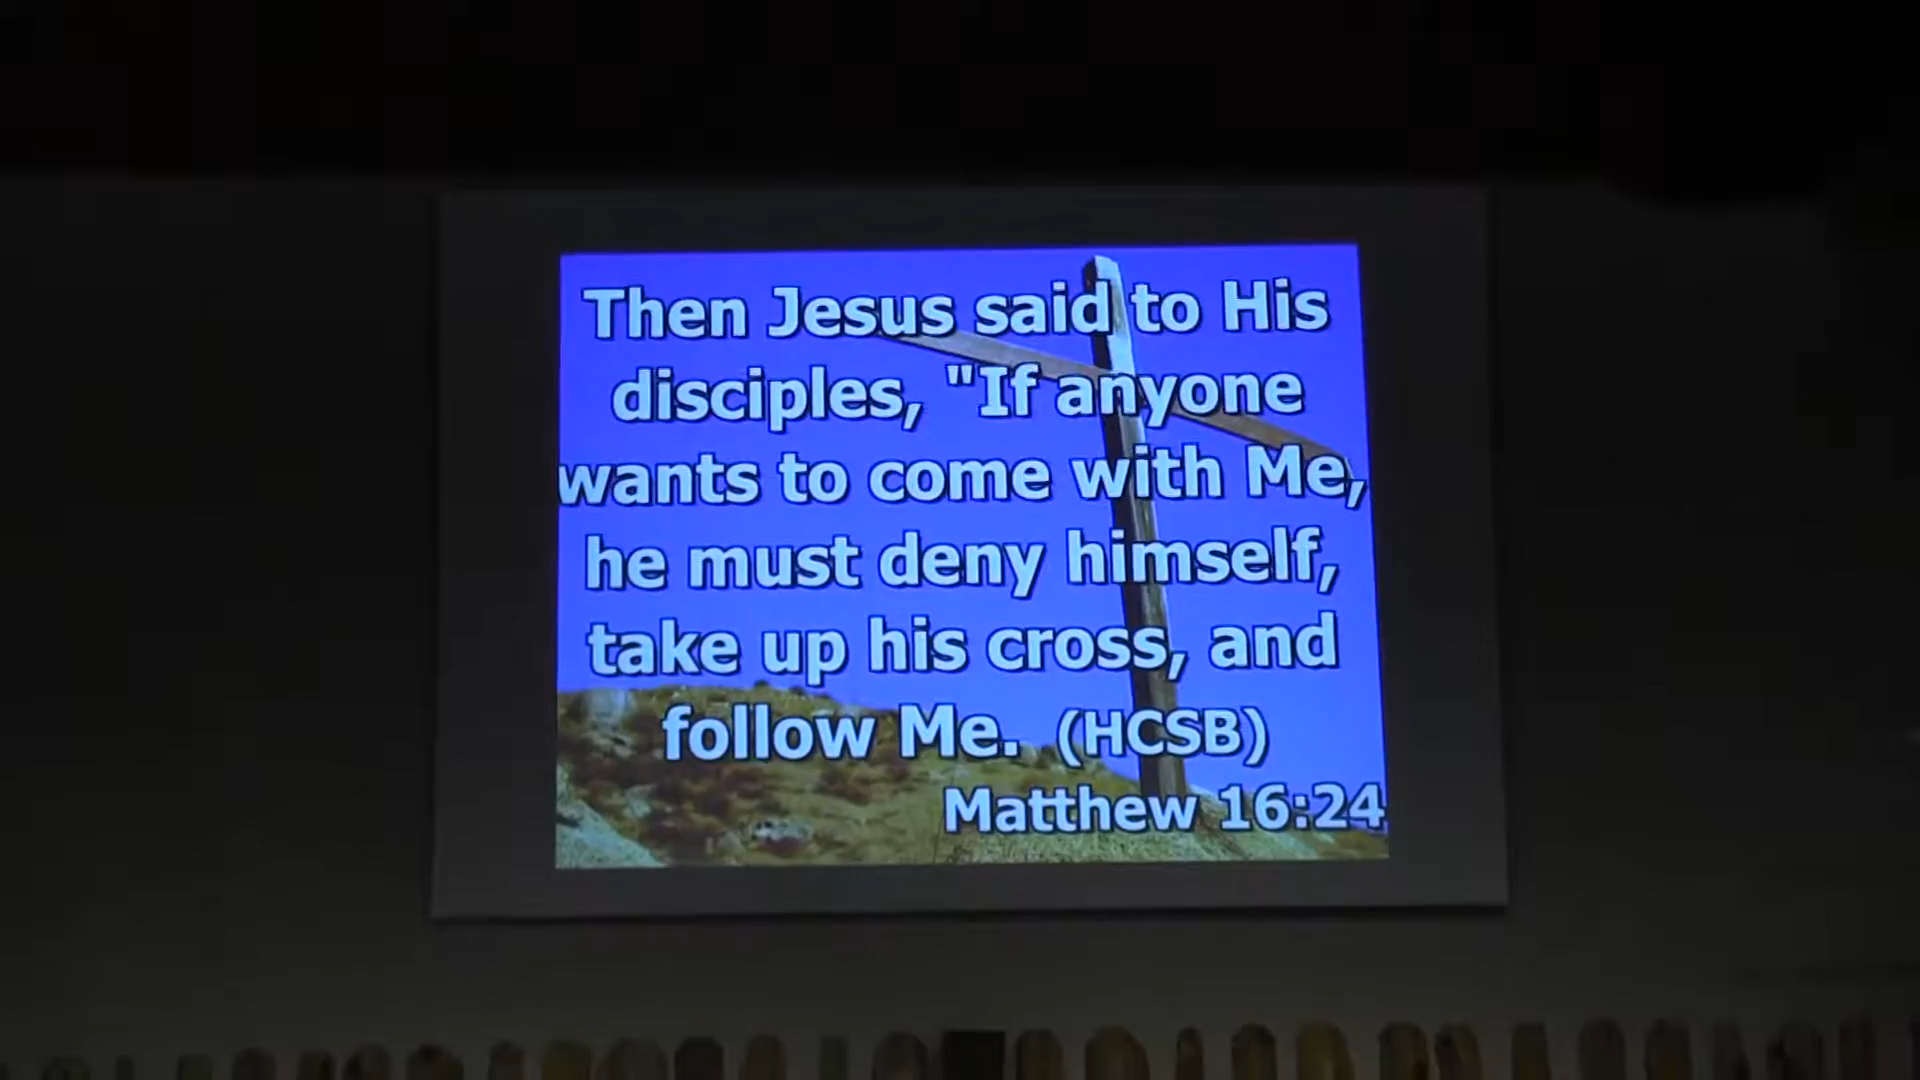 Then Jesus said to His
disciples, "If anyone
wants to come with Me,
he must deny himself,
take up his cross, and
follow Me. (HCSB)
Matthew 16:24